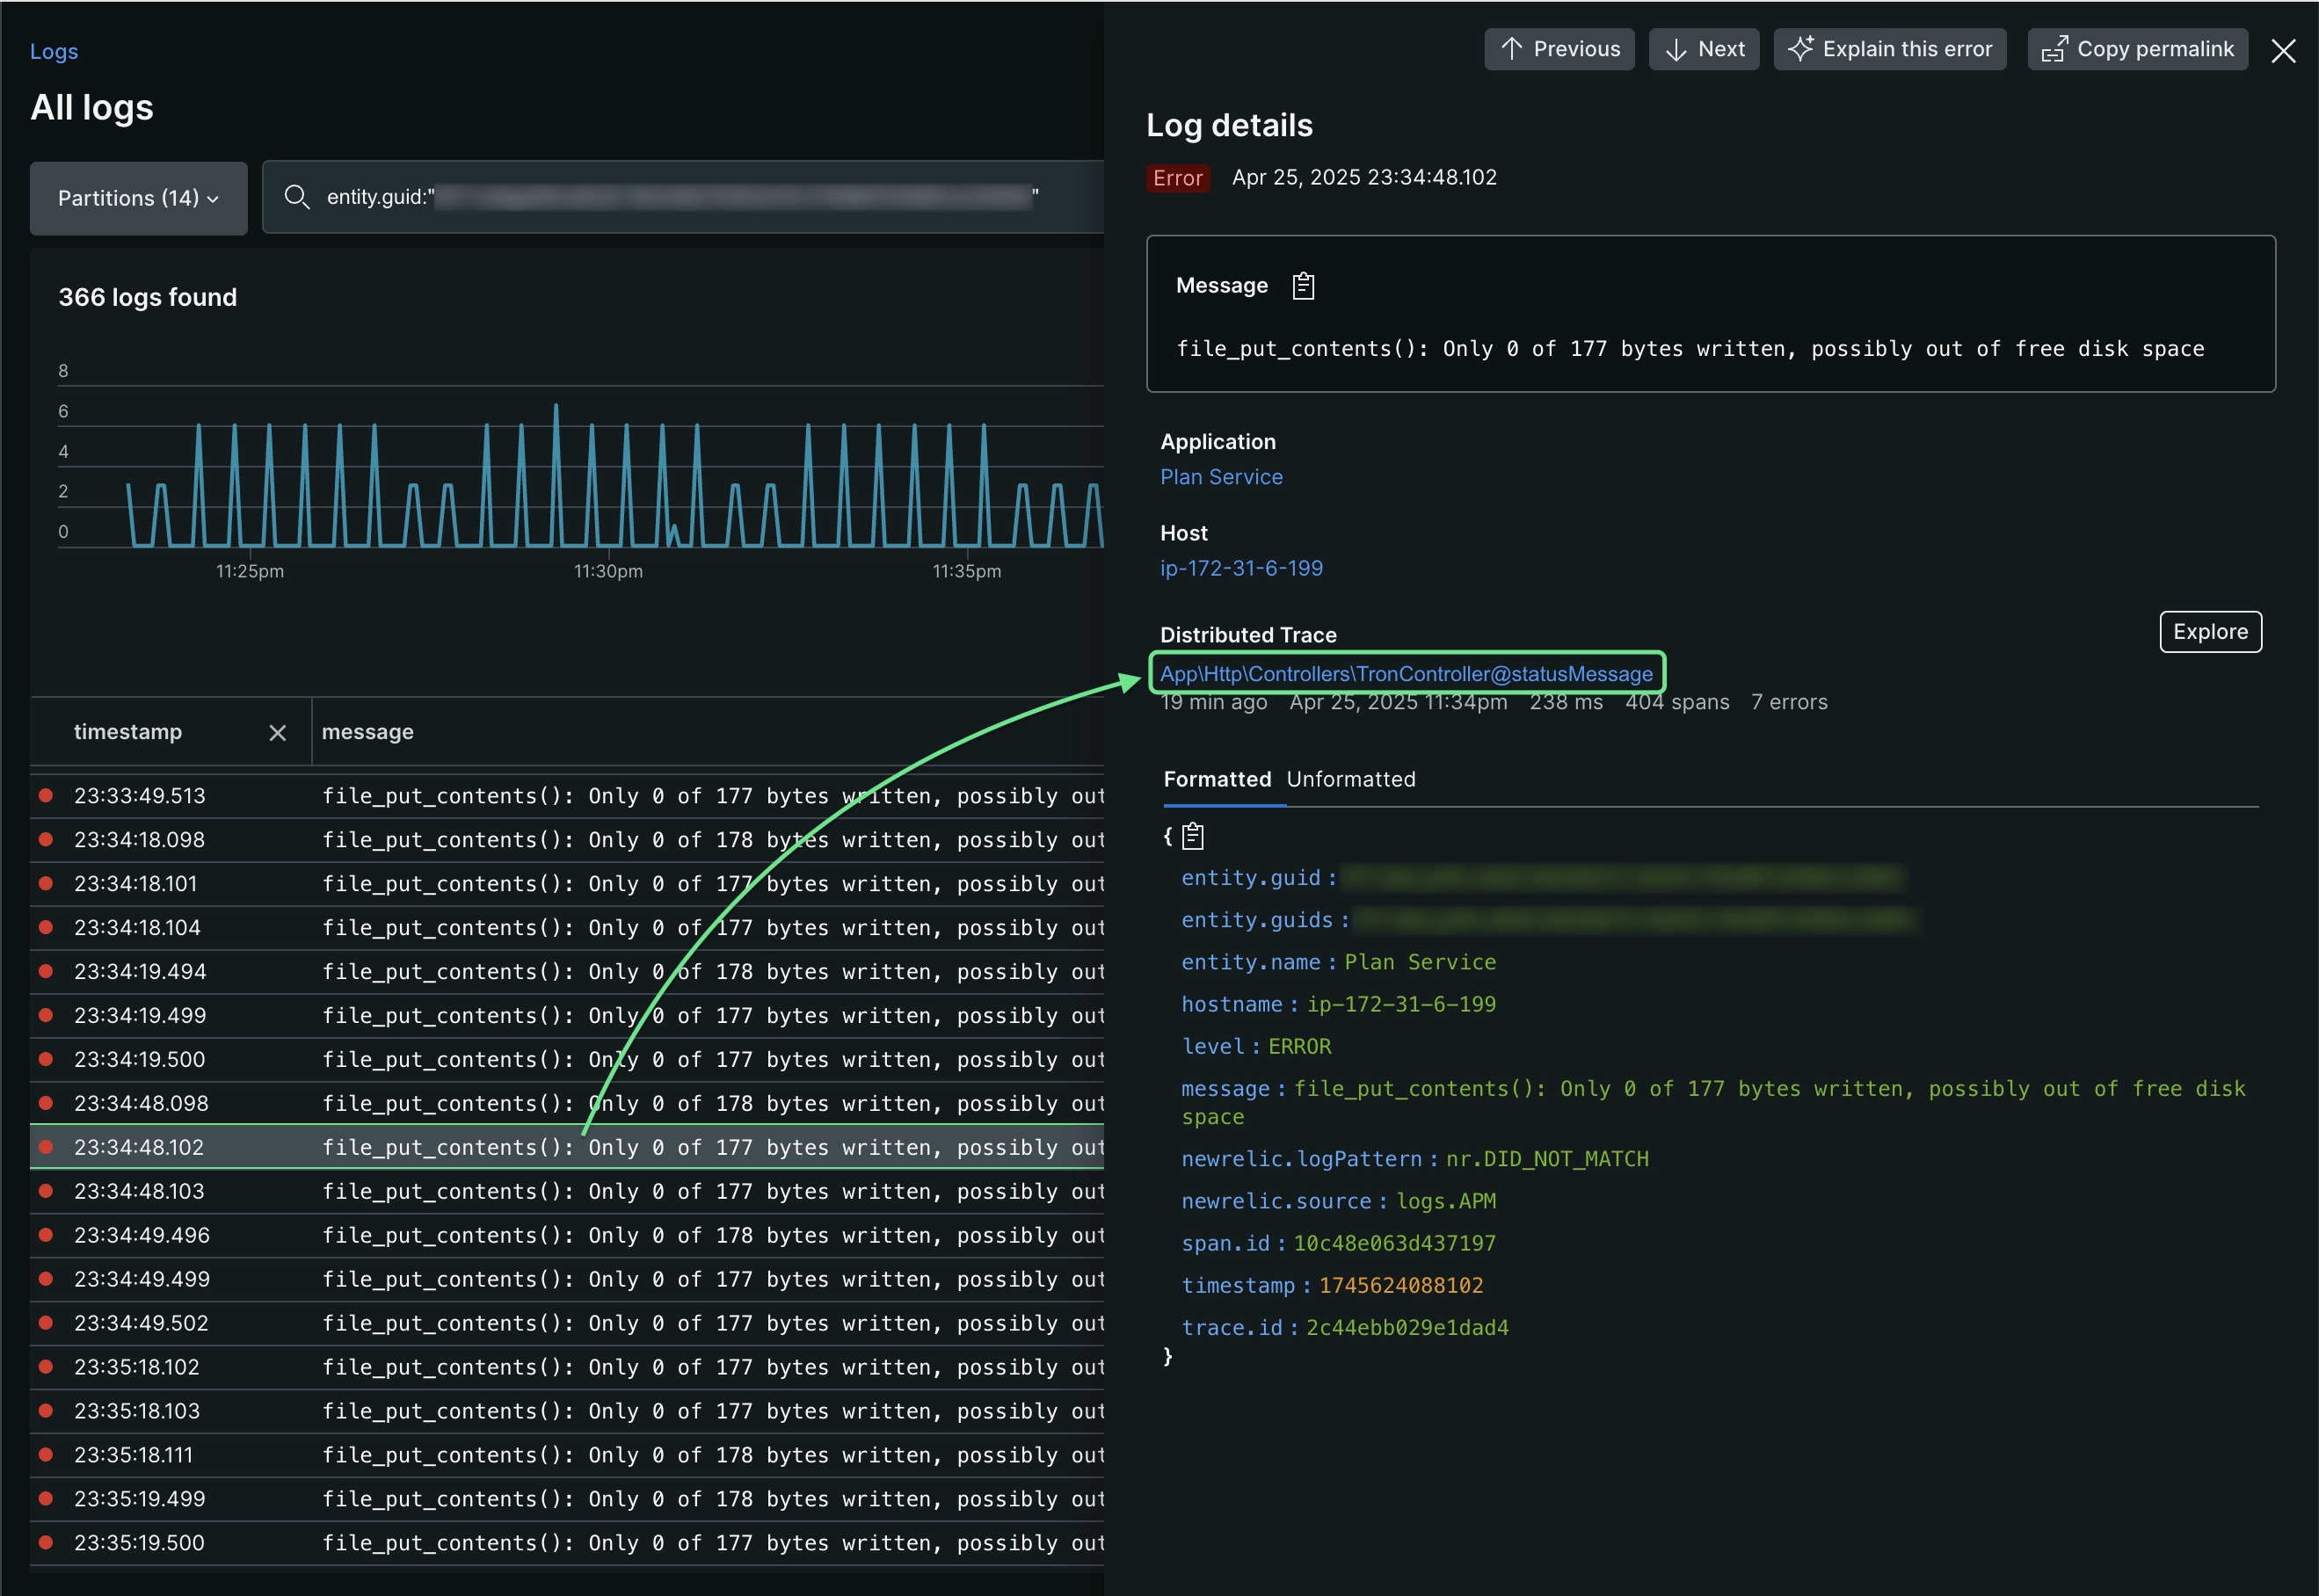 Logs
All logs
Partitions (14)
entity.guid:" "
366 logs found
8
6
4
2
0
11:25pm 11:30pm 11:35pm
timestamp message
23:33:49.513 file_put_contents(): Only 0 of 177 bytes written, possibly out
23:34:18.098 file_put_contents(): Only 0 of 178 bytes written, possibly out
23:34:18.101 file_put_contents(): Only 0 of 177 bytes written, possibly out
23:34:18.104 file_put_contents(): Only 0 of 177 bytes written, possibly out
23:34:19.494 file_put_contents(): Only 0 of 178 bytes written, possibly out
23:34:19.499 file_put_contents(): Only 0 of 177 bytes written, possibly out
23:34:19.500 file_put_contents(): Only 0 of 177 bytes written, possibly out
23:34:48.098 file_put_contents(): Only 0 of 178 bytes written, possibly out
23:34:48.102 file_put_contents(): Only 0 of 177 bytes written, possibly out
23:34:48.103 file_put_contents(): Only 0 of 177 bytes written, possibly out
23:34:49.496 file_put_contents(): Only 0 of 178 bytes written, possibly out
23:34:49.499 file_put_contents(): Only 0 of 177 bytes written, possibly out
23:34:49.502 file_put_contents(): Only 0 of 177 bytes written, possibly out
23:35:18.102 file_put_contents(): Only 0 of 177 bytes written, possibly out
23:35:18.103 file_put_contents(): Only 0 of 177 bytes written, possibly out
23:35:18.111 file_put_contents(): Only 0 of 178 bytes written, possibly out
23:35:19.499 file_put_contents(): Only 0 of 178 bytes written, possibly out
23:35:19.500 file_put_contents(): Only 0 of 177 bytes written, possibly out
Previous Next Explain this error Copy permalink
Log details
Error Apr 25, 2025 23:34:48.102
Message
file_put_contents(): Only 0 of 177 bytes written, possibly out of free disk space
Application
Plan Service
Host
ip-172-31-6-199
Distributed Trace Explore
App\Http\Controllers\TronController@statusMessage
19 min ago Apr 25, 2025 11:34pm 238 ms 404 spans 7 errors
Formatted Unformatted
{
entity.guid :
entity.guids :
entity.name : Plan Service
hostname : ip-172-31-6-199
level : ERROR
message : file_put_contents(): Only 0 of 177 bytes written, possibly out of free disk
space
newrelic.logPattern : nr.DID_NOT_MATCH
newrelic.source : logs.APM
span.id : 10c48e063d437197
timestamp : 1745624088102
trace.id : 2c44ebb029e1dad4
}